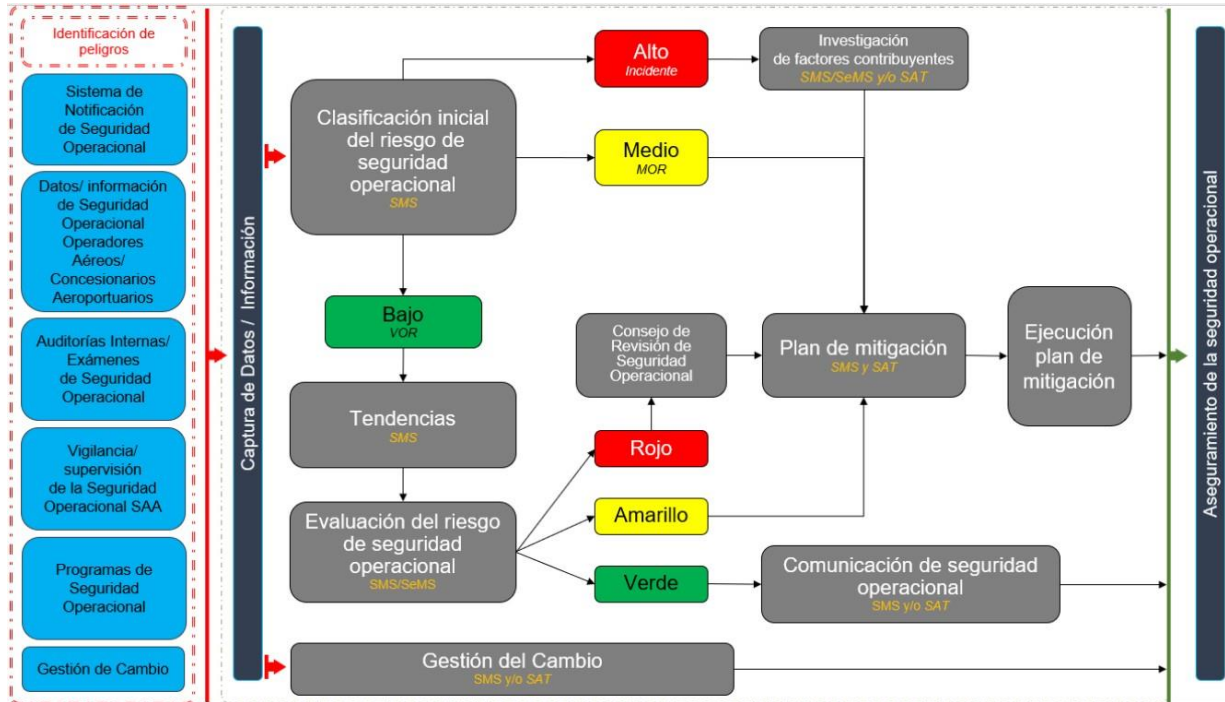 Identificación de
peligros
Sistema de
Notificación
de Seguridad
Operacional
Datos/ información
de Seguridad
Operacional
Operadores
Aéreos/
Concesionarios
Aeroportuarios
Auditorías Internas/
Exámenes
de Seguridad
Operacional
Vigilancia/
supervisión
de la Seguridad
Operacional SAA
Programas de
Seguridad
Operacional
Gestión de Cambio
Captura de Datos / Información
Clasificación inicial
del riesgo de
seguridad
operacional
SMS
Alto
Incidente
Investigación
de factores contribuyentes
SMS/SeMS y/o SAT
Medio
MOR
Bajo
VOR
Tendencias
SMS
Evaluación del riesgo
de seguridad
operacional
SMS/SeMS
Consejo de
Revisión de
Seguridad
Operacional
Rojo
Amarillo
Verde
Plan de mitigación
SMS y SAT
Ejecución
plan de
mitigación
Comunicación de seguridad
operacional
SMS y/o SAT
Gestión del Cambio
SMS y/o SAT
Aseguramiento de la seguridad operacional